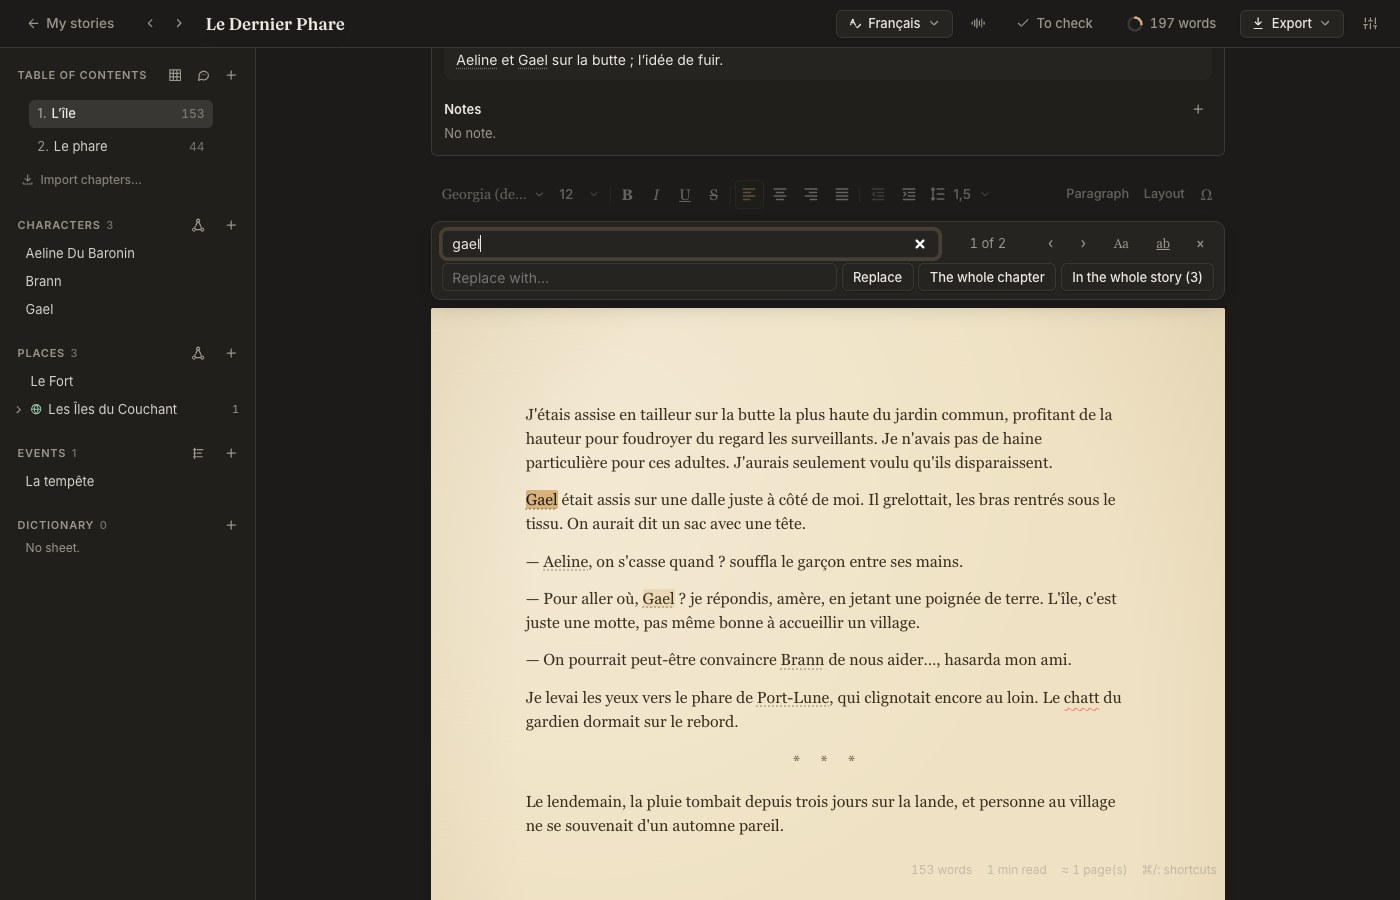 My stories
Le Dernier Phare
Français
To check
197 words
Export
TABLE OF CONTENTS
1. L'île 153
2. Le phare 44
Import chapters...
CHARACTERS 3
Aeline Du Baronin
Brann
Gael
PLACES 3
Le Fort
Les Îles du Couchant 1
EVENTS 1
La tempête
DICTIONARY 0
No sheet.
Aeline et Gael sur la butte ; l'idée de fuir.
Notes
No note.
Georgia (de... 12 B I U S 1,5 Paragraph Layout Ω
gael 1 of 2 Aa ab
Replace with... Replace The whole chapter In the whole story (3)
J'étais assise en tailleur sur la butte la plus haute du jardin commun, profitant de la
hauteur pour foudroyer du regard les surveillants. Je n'avais pas de haine
particulière pour ces adultes. J'aurais seulement voulu qu'ils disparaissent.
Gael était assis sur une dalle juste à côté de moi. Il grelottait, les bras rentrés sous le
tissu. On aurait dit un sac avec une tête.
— Aeline, on s'casse quand ? souffla le garçon entre ses mains.
— Pour aller où, Gael ? je répondis, amère, en jetant une poignée de terre. L'île, c'est
juste une motte, pas même bonne à accueillir un village.
— On pourrait peut-être convaincre Brann de nous aider..., hasarda mon ami.
Je levai les yeux vers le phare de Port-Lune, qui clignotait encore au loin. Le chatt du
gardien dormait sur le rebord.
* * *
Le lendemain, la pluie tombait depuis trois jours sur la lande, et personne au village
ne se souvenait d'un automne pareil.
153 words 1 min read ≈ 1 page(s) ⌘/: shortcuts